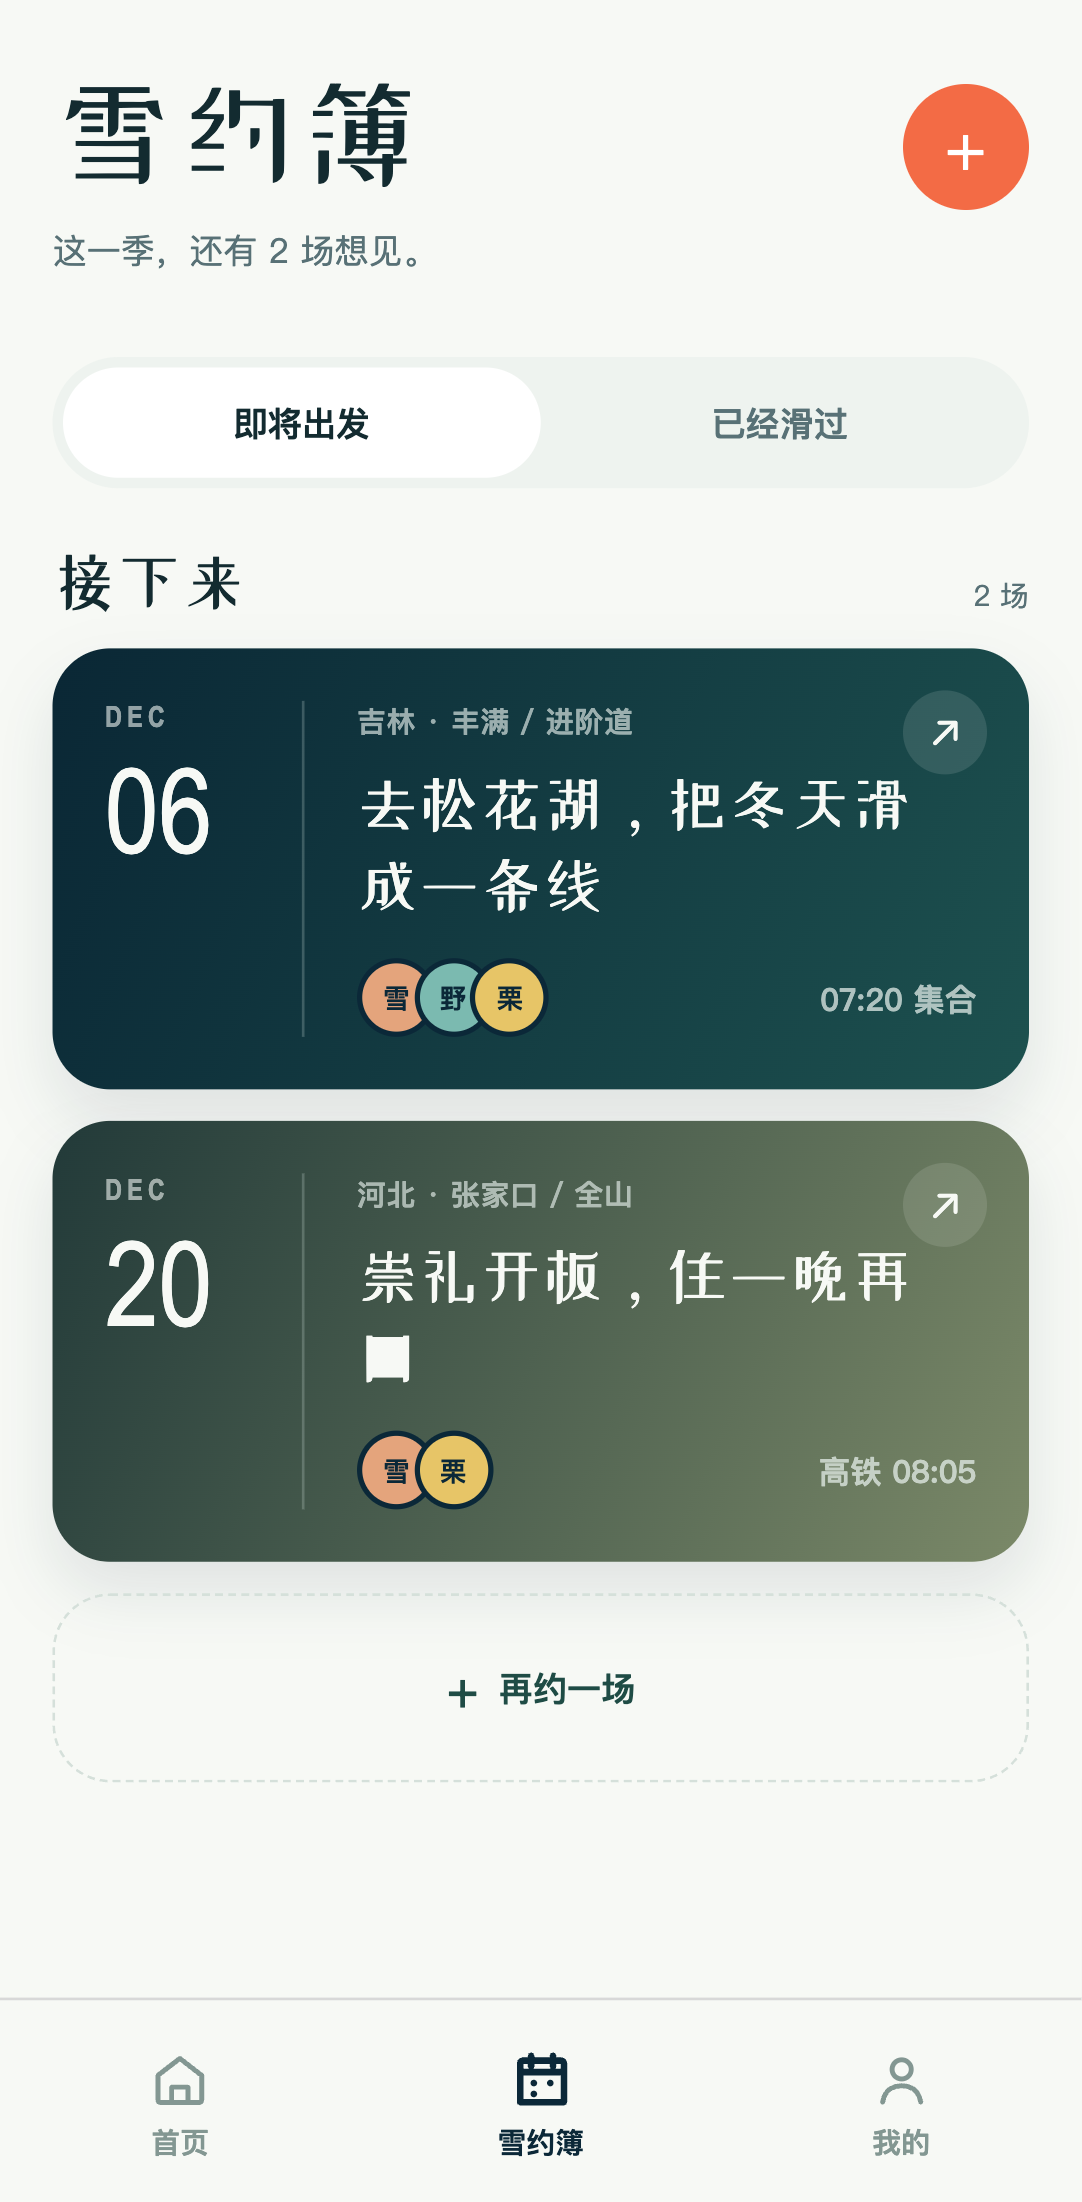 雪约簿
+
这一季，还有 2 场想见。
即将出发
已经滑过
接下来
2 场
DEC
06
吉林 · 丰满 / 进阶道
去松花湖，把冬天滑
成一条线
雪 野 栗
07:20 集合
DEC
20
河北 · 张家口 / 全山
崇礼开板，住一晚再
雪 栗
高铁 08:05
+ 再约一场
首页
雪约簿
我的